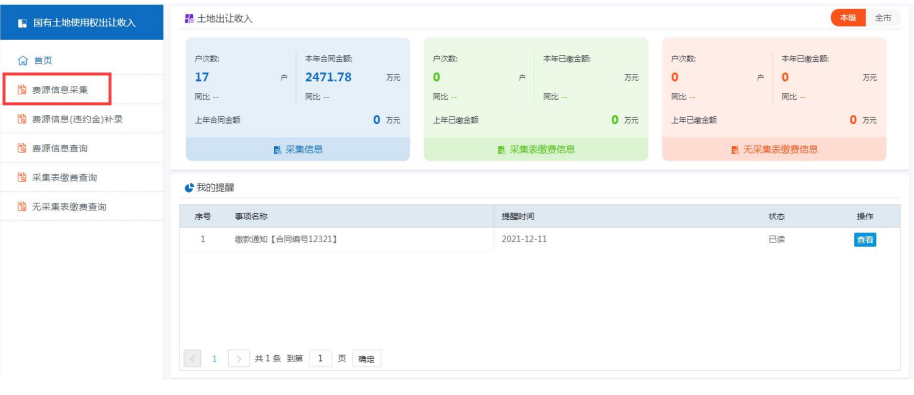 国有土地使用权出让收入
首页
费源信息采集
费源信息(违约金)补录
费源信息查询
采集表缴费查询
无采集表缴费查询
土地出让收入
本级 全市
户次数: 本年合同金额:
17 户 2471.78 万元
同比 -- 同比 --
上年合同金额 0 万元
采集信息
户次数: 本年已缴金额:
0 户 万元
同比 -- 同比 --
上年已缴金额 0 万元
采集表缴费信息
户次数: 本年已缴金额:
0 户 0 万元
同比 -- 同比 --
上年已缴金额 0 万元
无采集表缴费信息
我的提醒
序号 事项名称 提醒时间 状态 操作
1 缴款通知【合同编号12321】 2021-12-11 已读 查看
< 1 > 共1条 到第 1 页 确定